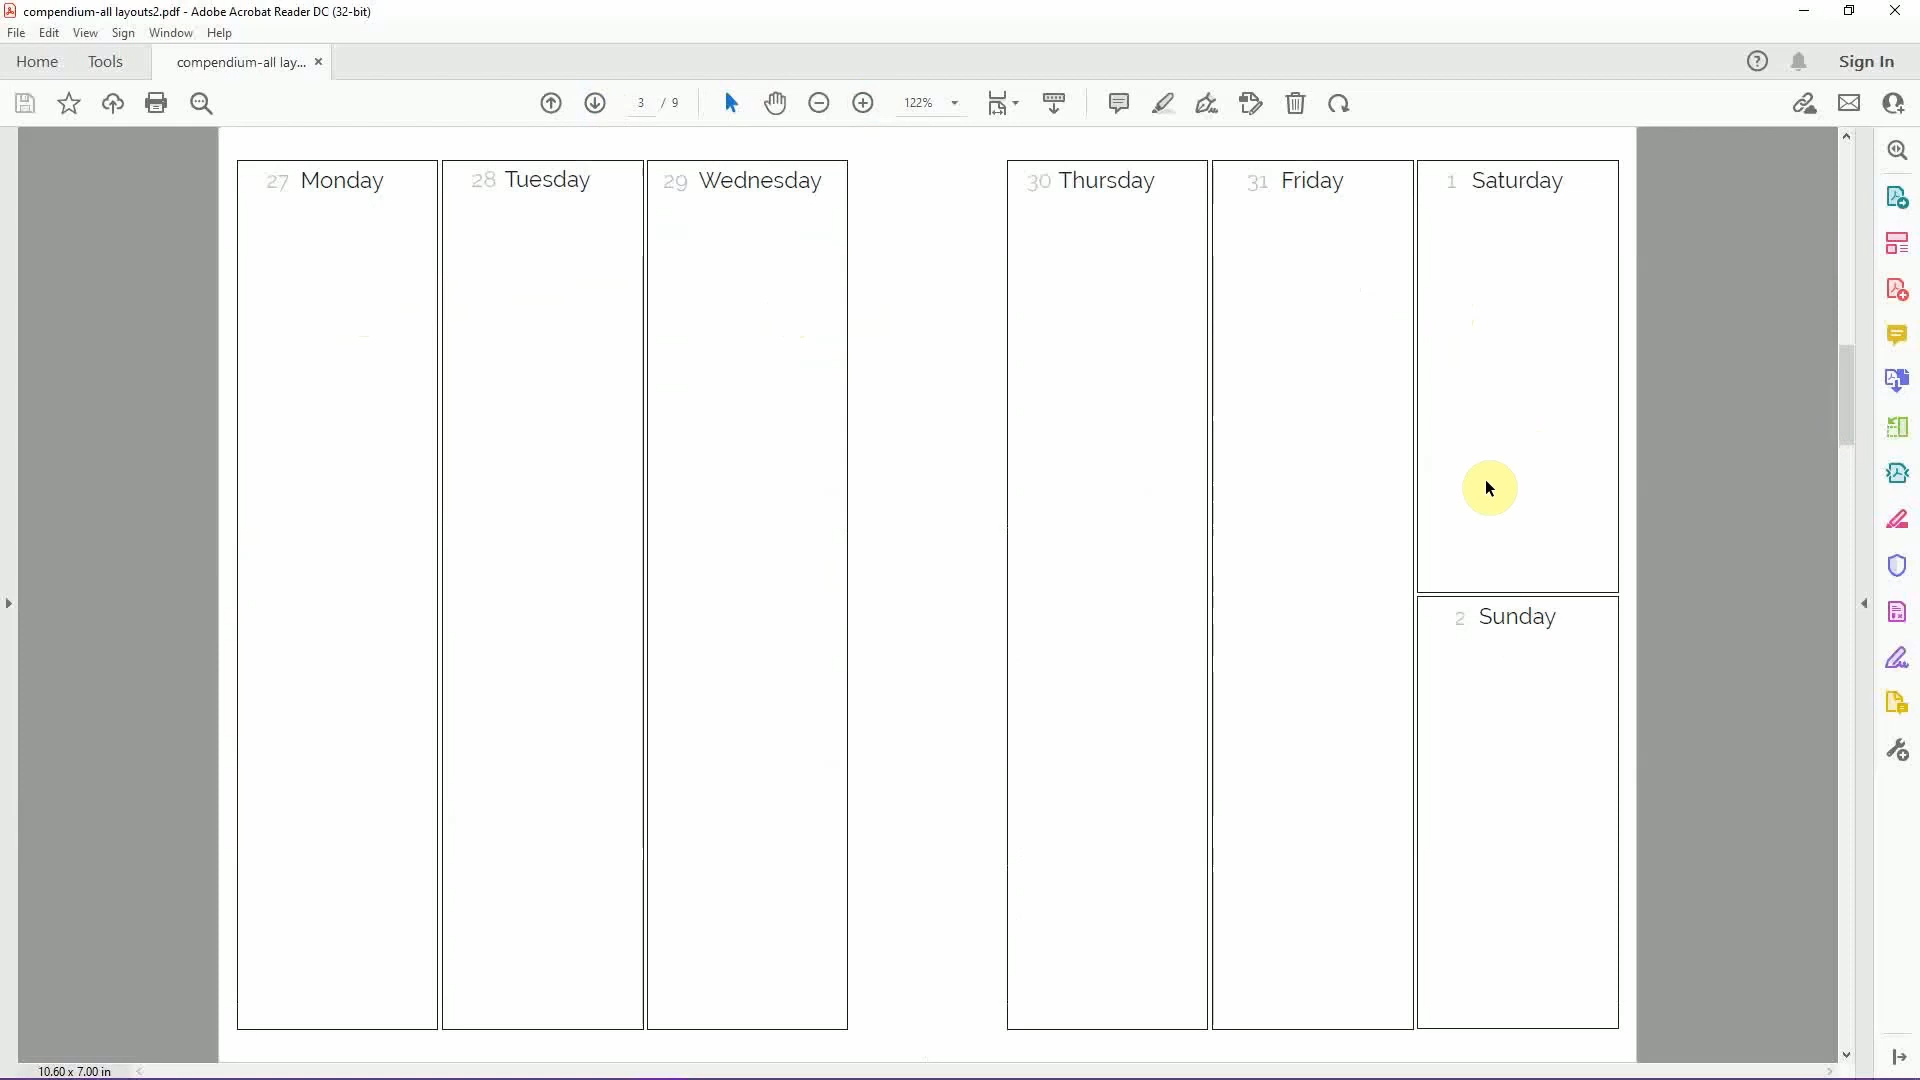 compendium-all layouts2.pdf - Adobe Acrobat Reader DC (32-bit)
File Edit View Sign Window Help
Home Tools compendium-all lay... Sign In
3 / 9 122%
27 Monday 28 Tuesday 29 Wednesday 30 Thursday 31 Friday 1 Saturday
2 Sunday
10.60 x 7.00 in